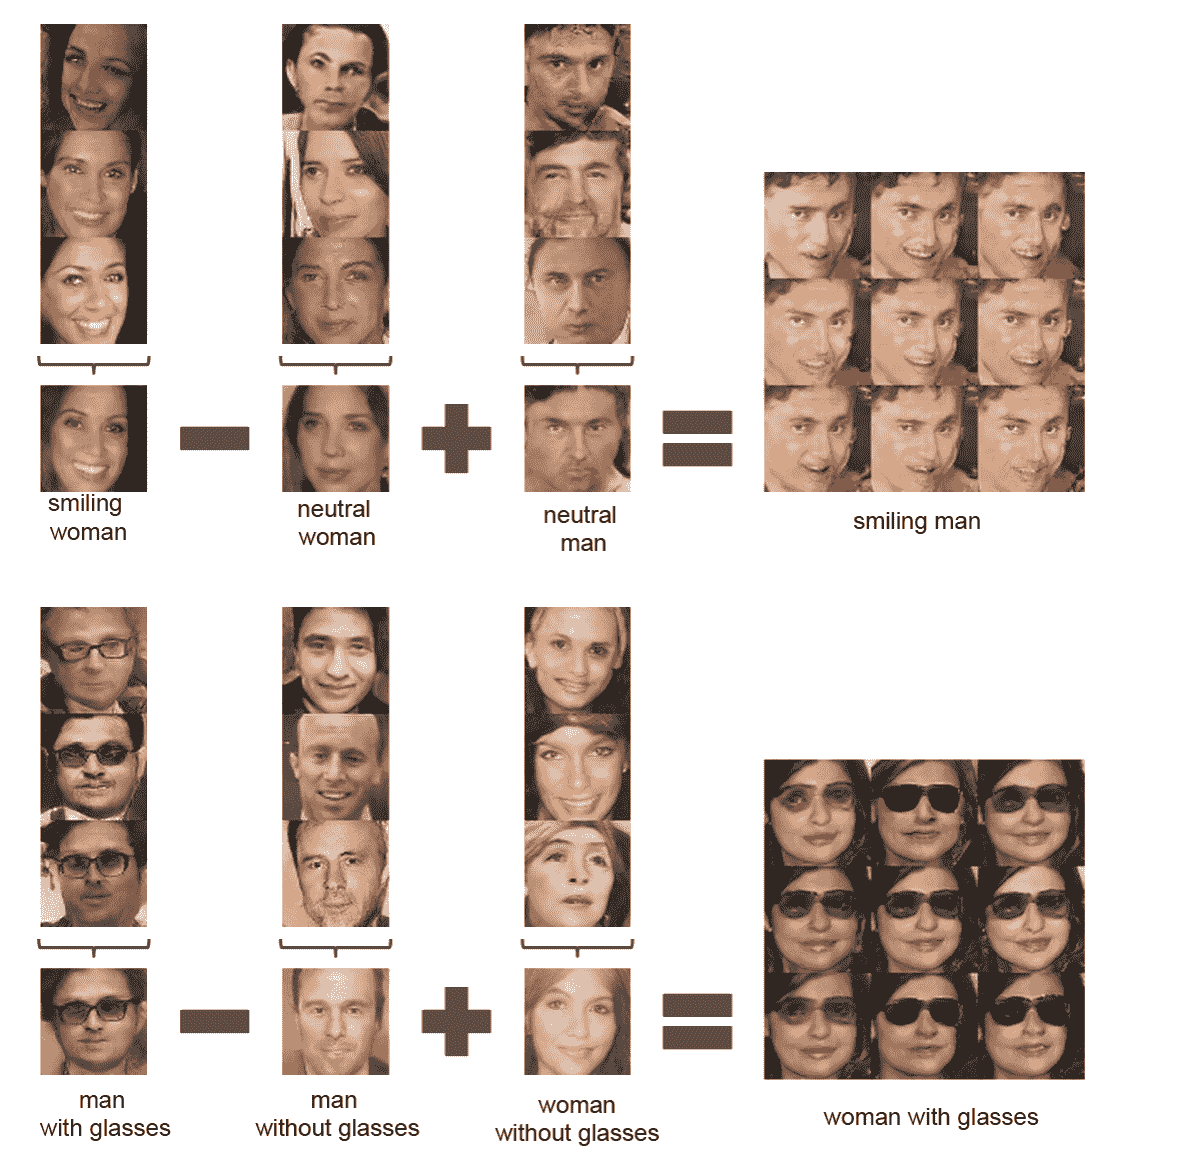 smiling
woman
neutral
woman
neutral
man
smiling man
man
with glasses
man
without glasses
woman
without glasses
woman with glasses